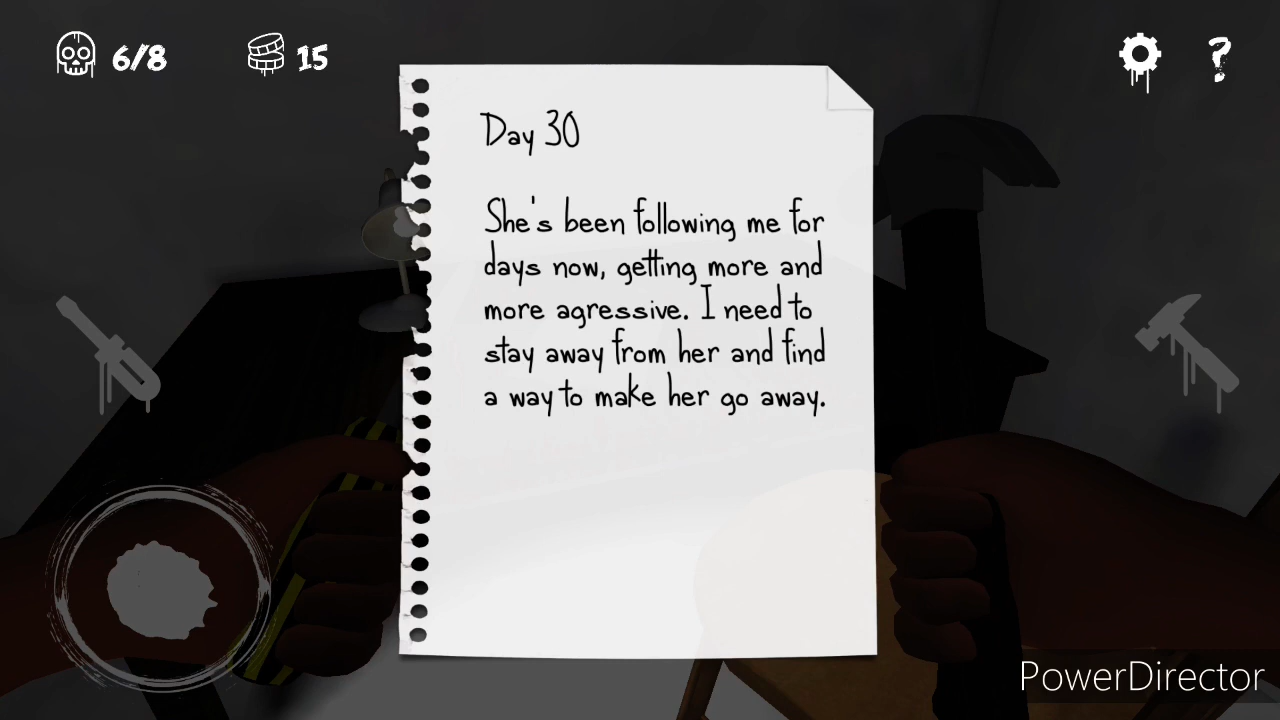 6/8
15
?
Day 30
She's been following me for
days now, getting more and
more agressive. I need to
stay away from her and find
a way to make her go away.
PowerDirector